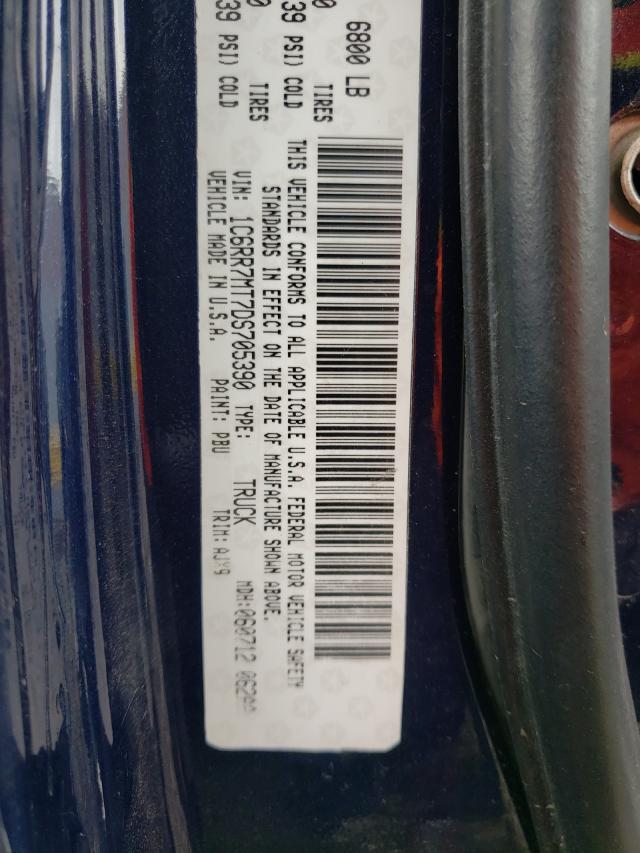 6800 LB
0 TIRES
39 PSI) COLD
0 TIRES
39 PSI) COLD
THIS VEHICLE CONFORMS TO ALL APPLICABLE U.S.A. FEDERAL MOTOR VEHICLE SAFETY
STANDARDS IN EFFECT ON THE DATE OF MANUFACTURE SHOWN ABOVE.
VIN: 1C6RR7MT7DS705390 TYPE: TRUCK MDH:060712
VEHICLE MADE IN U.S.A. PAINT: PBU TRIM: